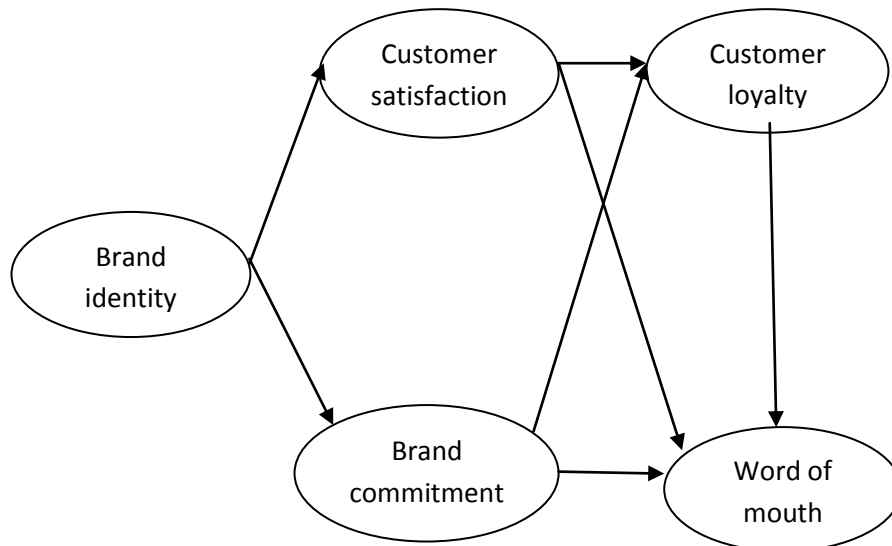 Customer
satisfaction
Customer
loyalty
Brand
identity
Brand
commitment
Word of
mouth